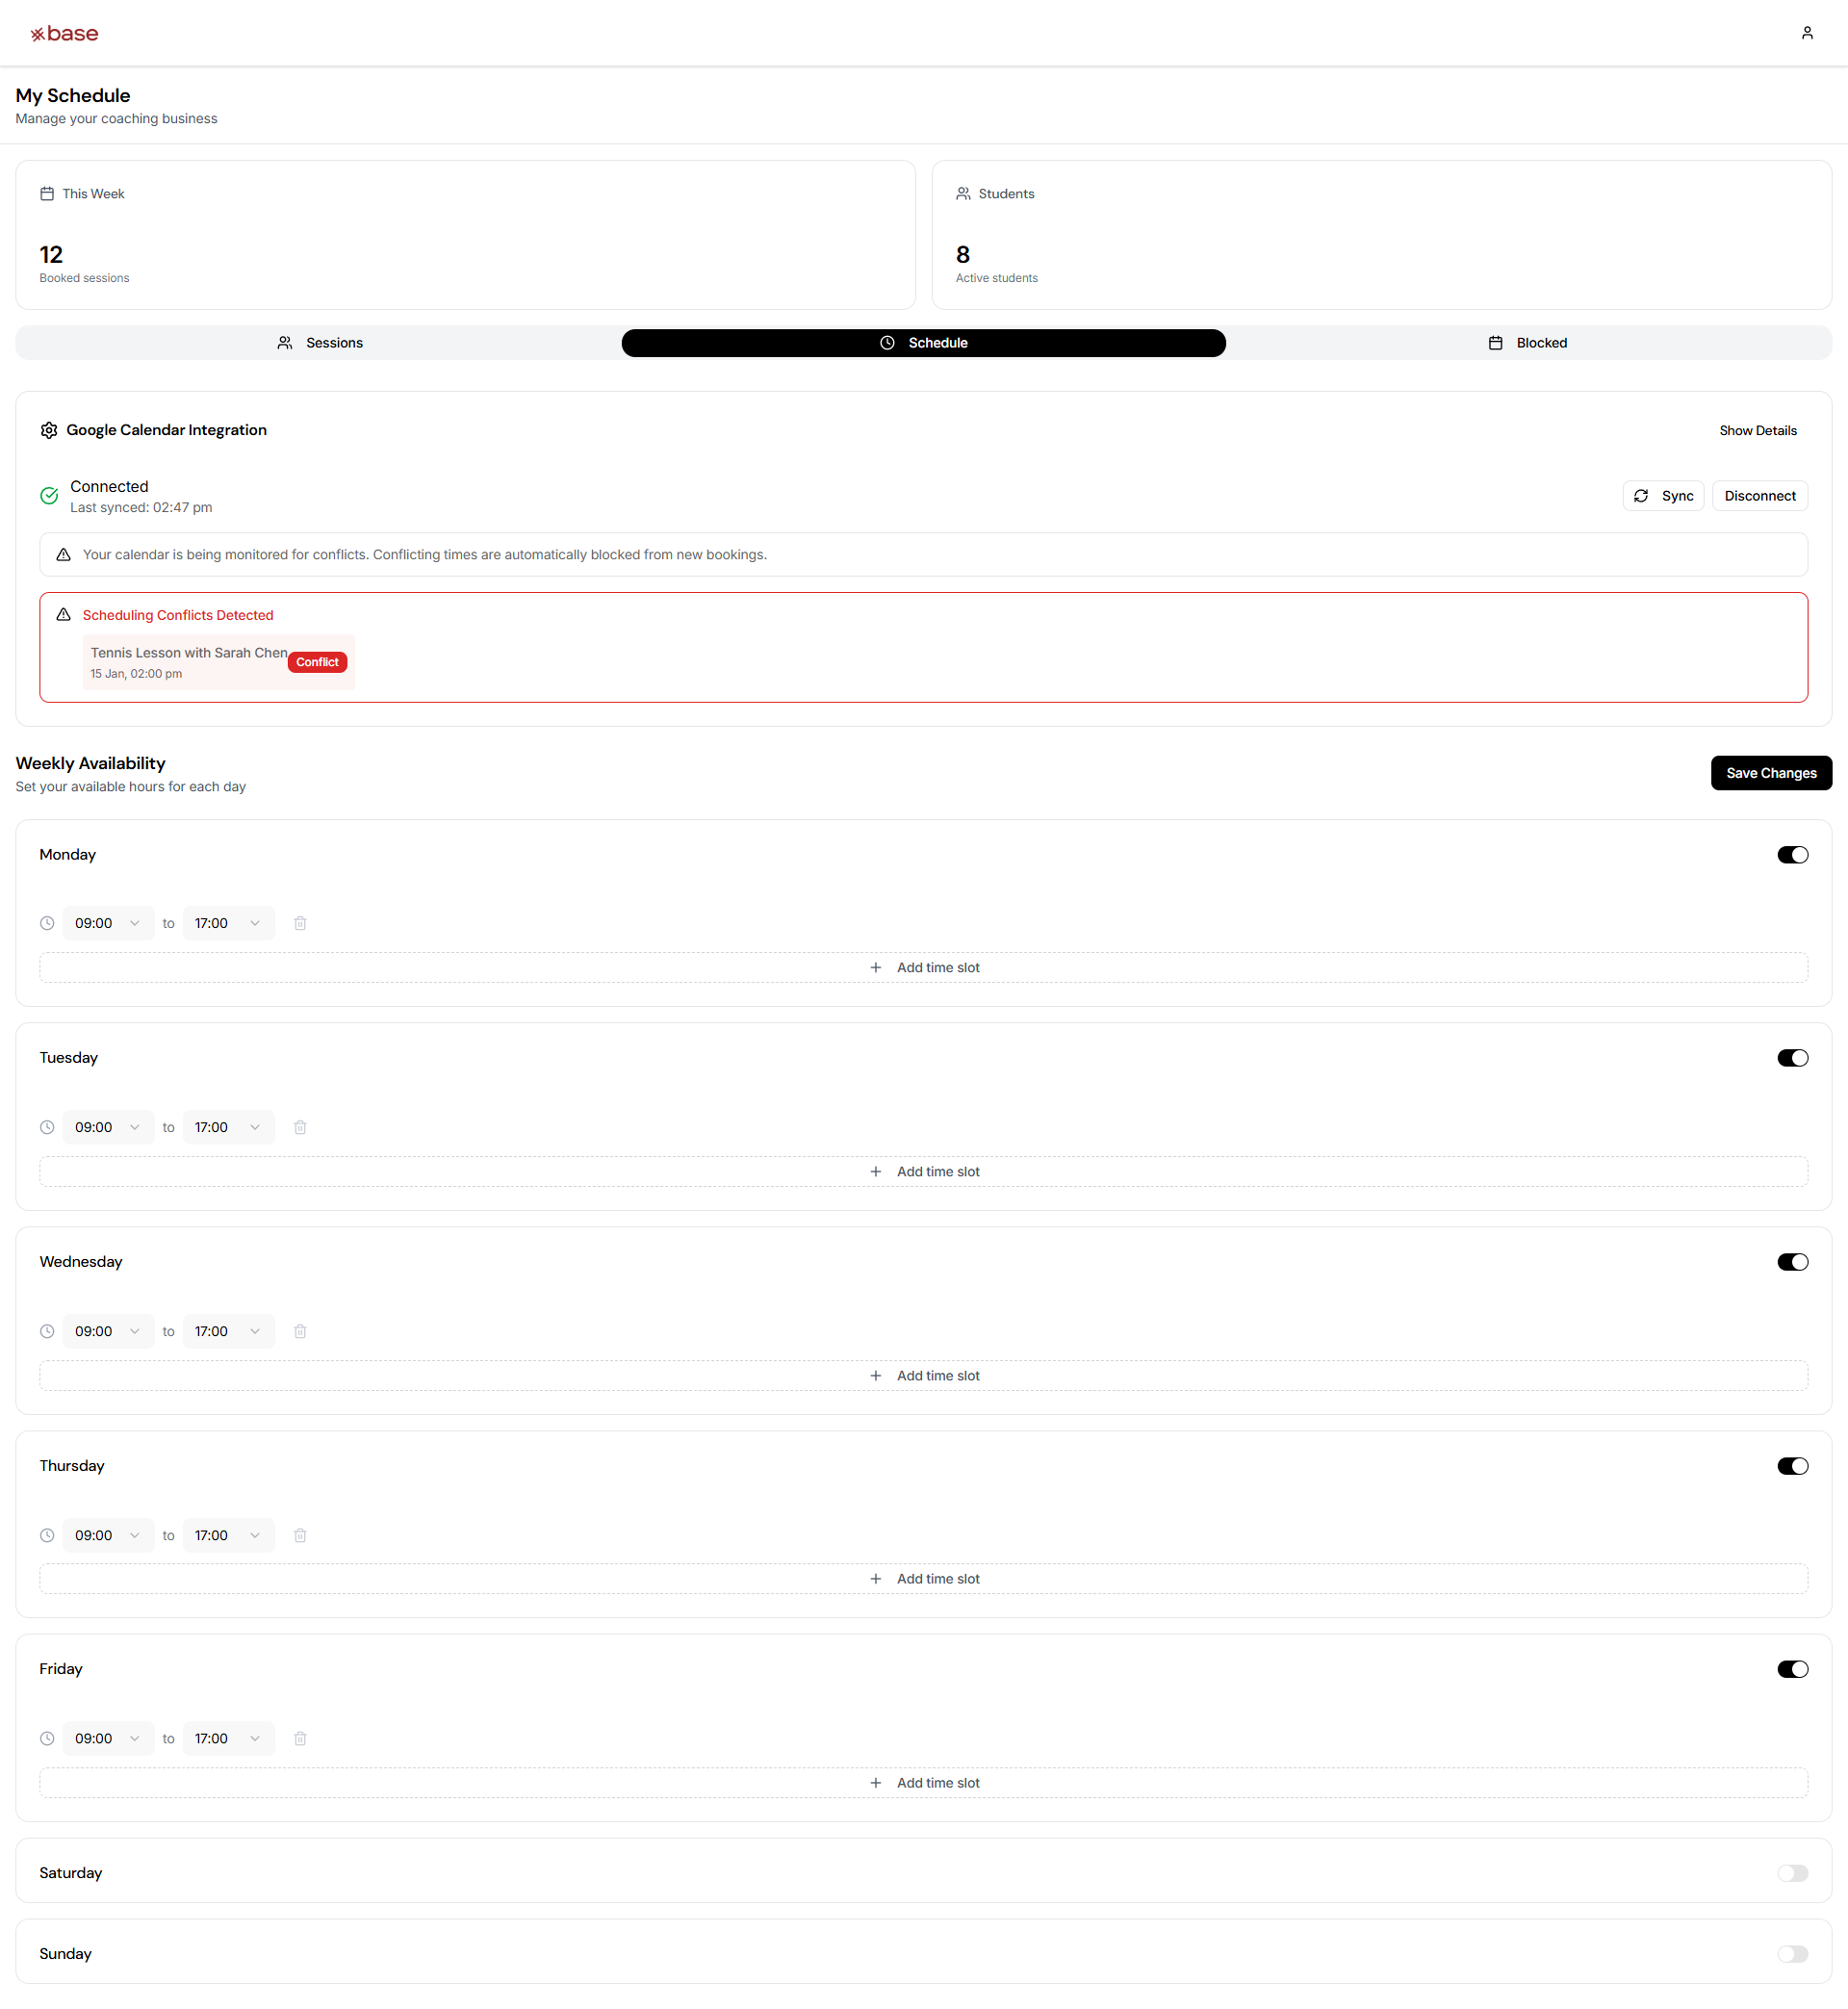 base
My Schedule
Manage your coaching business
This Week
12
Booked sessions
Students
8
Active students
Sessions
Schedule
Blocked
Google Calendar Integration
Show Details
Connected
Last synced: 02:47 pm
Sync
Disconnect
Your calendar is being monitored for conflicts. Conflicting times are automatically blocked from new bookings.
Scheduling Conflicts Detected
Tennis Lesson with Sarah Chen
15 Jan, 02:00 pm
Conflict
Weekly Availability
Set your available hours for each day
Save Changes
Monday
09:00 to 17:00
Add time slot
Tuesday
09:00 to 17:00
Add time slot
Wednesday
09:00 to 17:00
Add time slot
Thursday
09:00 to 17:00
Add time slot
Friday
09:00 to 17:00
Add time slot
Saturday
Sunday